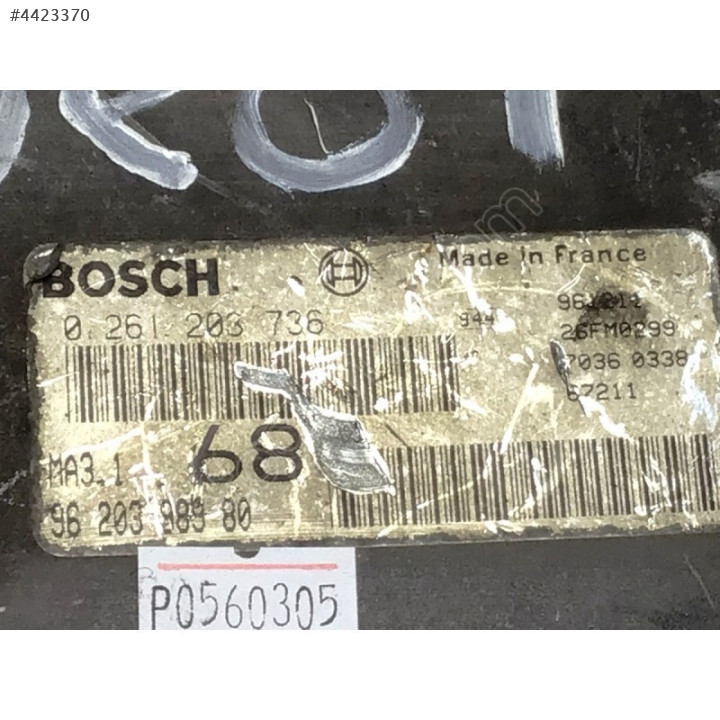 #4423370
BOSCH Made in France
0 261 203 736 961211
26FM0299
7036 0338
67211
MA3.1 68
96 203 989 80
P0560305